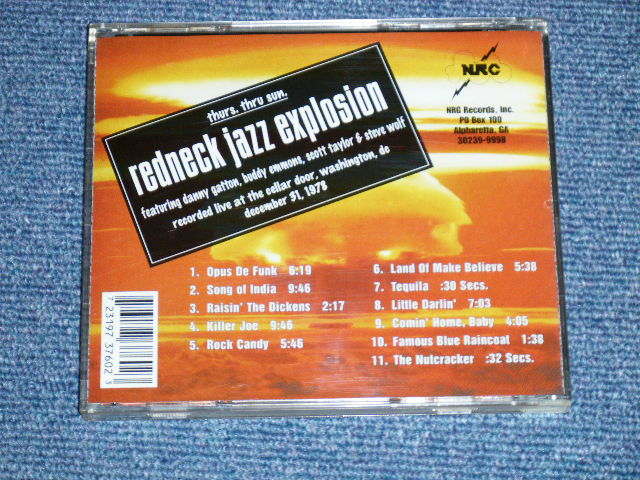 thurs. thru sun.
redneck jazz explosion
featuring danny gatton, buddy emmons, scott taylor & steve wolf
recorded live at the cellar door, washington, dc
december 31, 1978
NRC
NRC Records, Inc.
PO Box 100
Alpharetta, GA
30239-9998
1. Opus De Funk 6:19
2. Song of India 9:46
3. Raisin' The Dickens 2:17
4. Killer Joe 9:46
5. Rock Candy 5:46
6. Land Of Make Believe 5:38
7. Tequila :30 Secs.
8. Little Darlin' 7:03
9. Comin' Home, Baby 4:05
10. Famous Blue Raincoat 1:38
11. The Nutcracker :32 Secs.
7 23197 37602 3